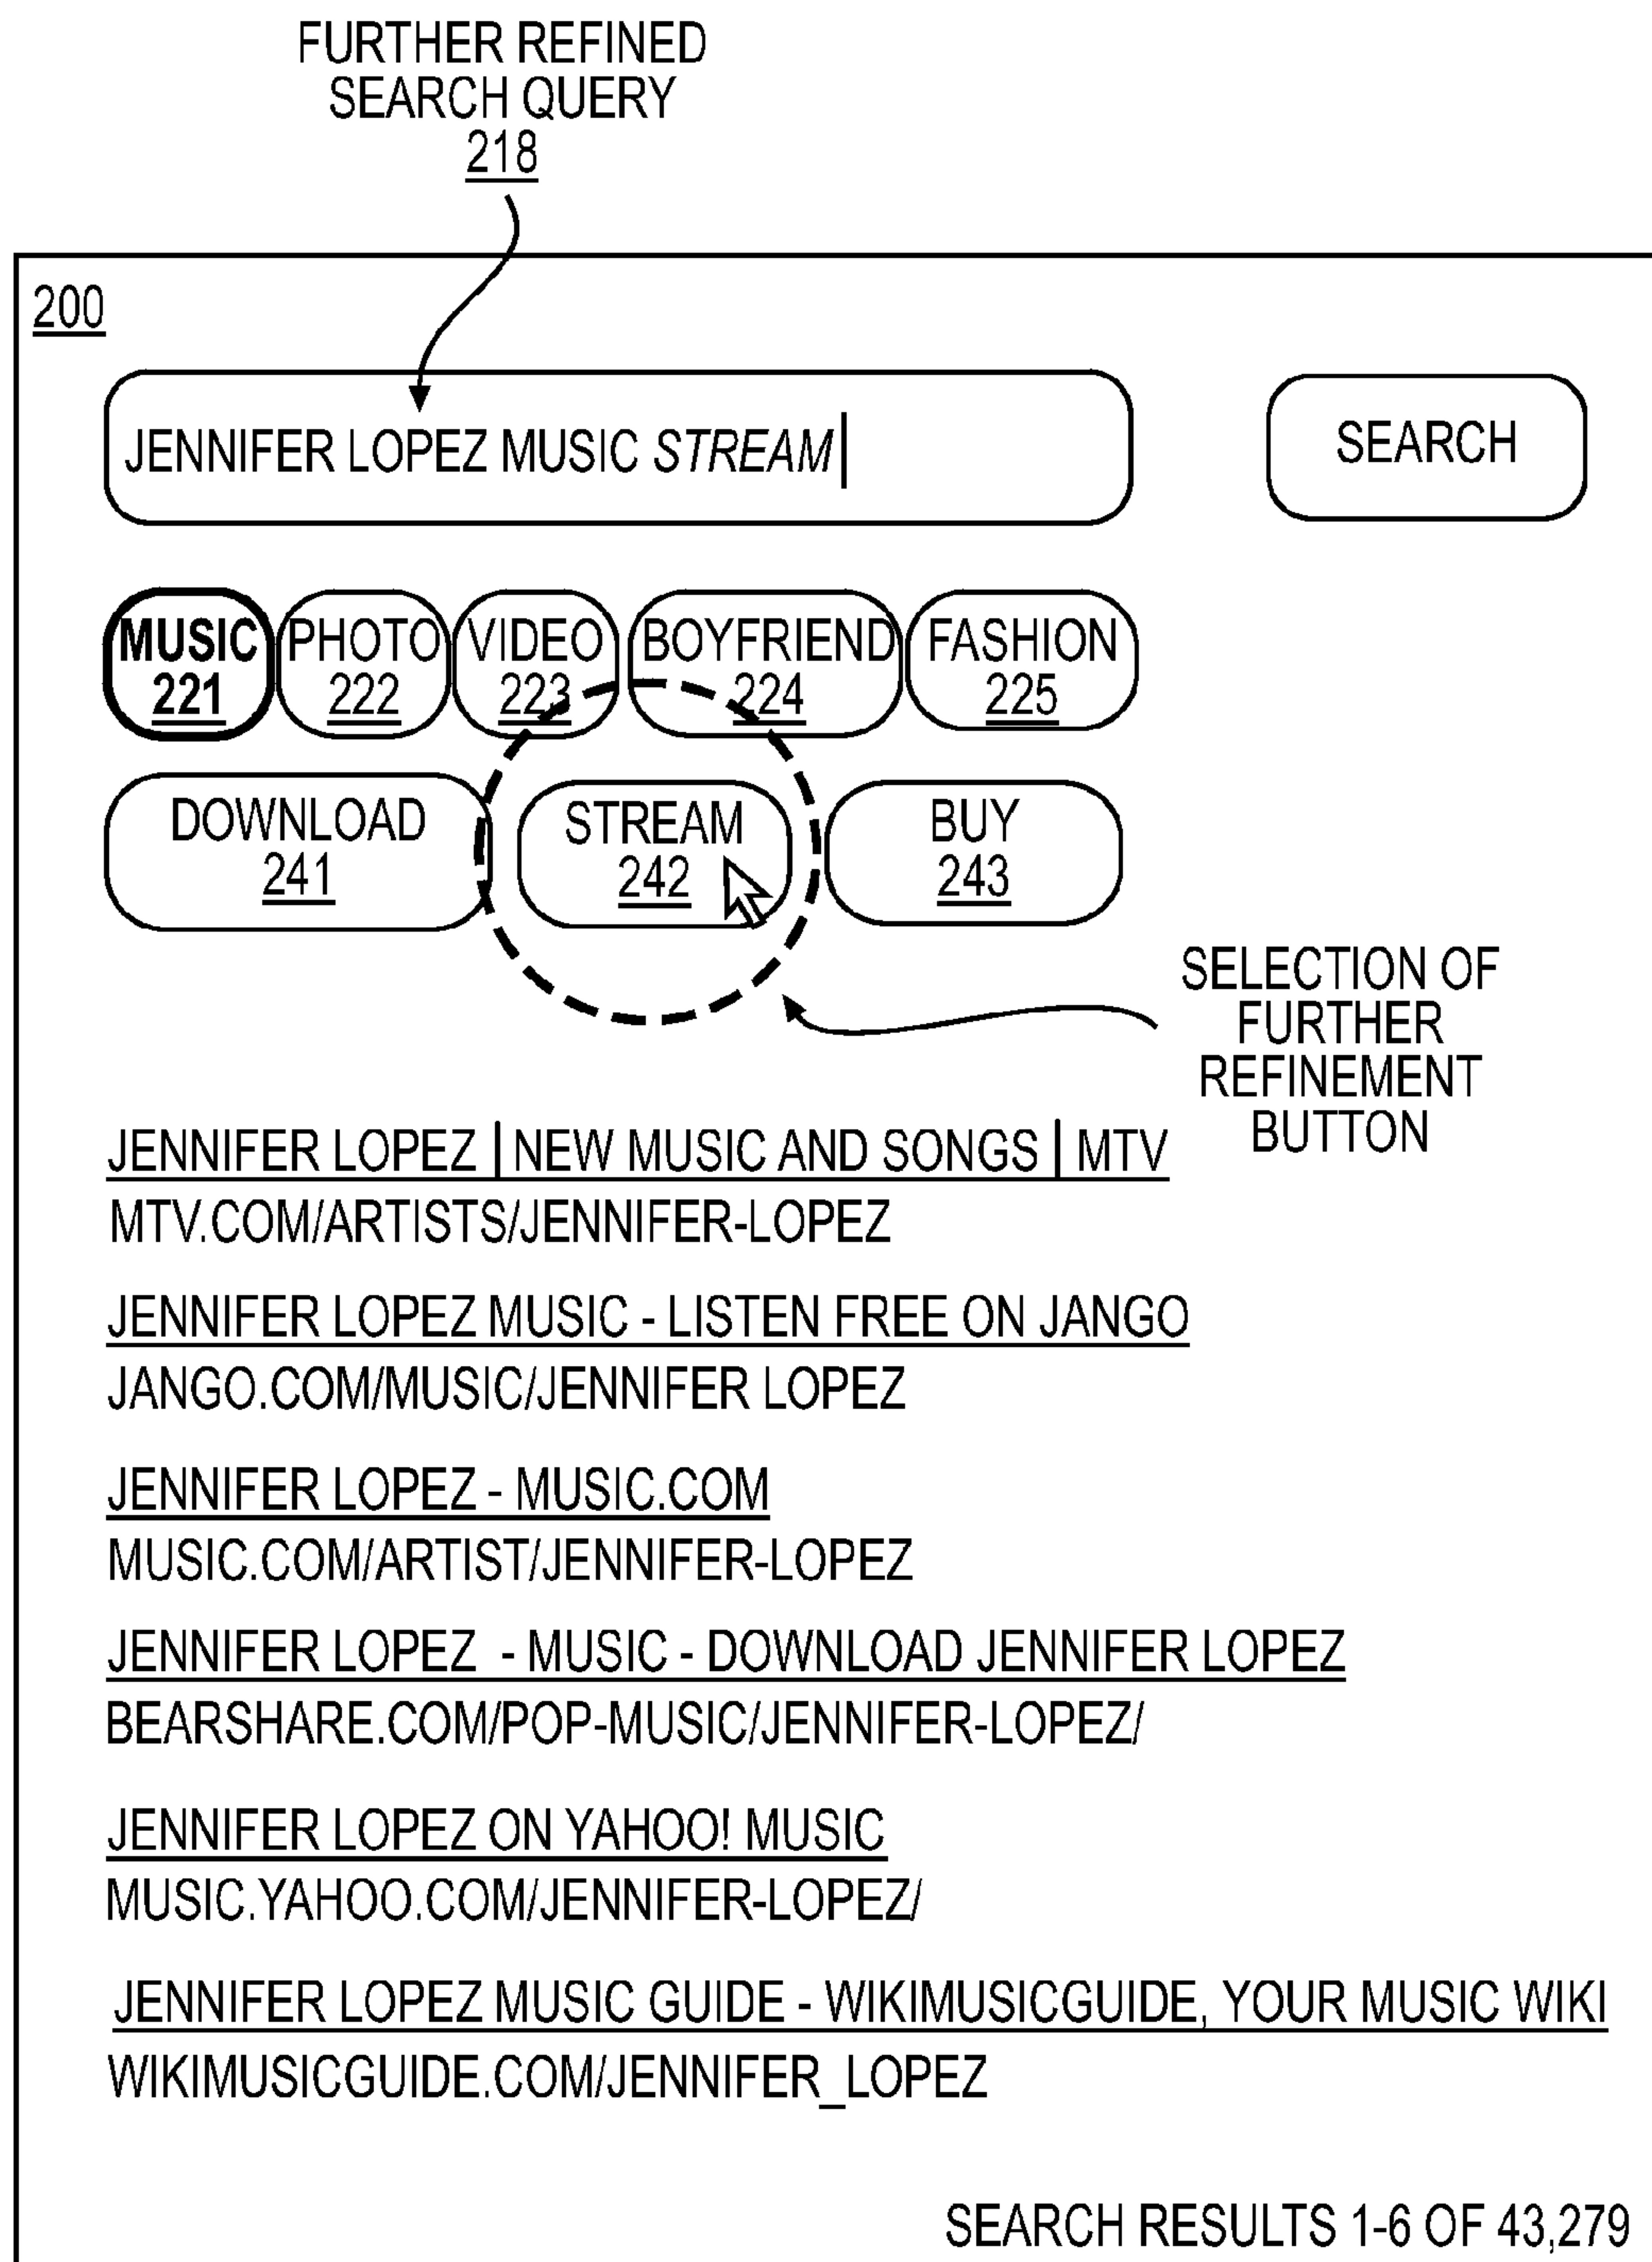 FURTHER REFINED
SEARCH QUERY
218
200
JENNIFER LOPEZ MUSIC STREAM
SEARCH
MUSIC
221
PHOTO
222
VIDEO
223
BOYFRIEND
224
FASHION
225
DOWNLOAD
241
STREAM
242
BUY
243
SELECTION OF
FURTHER
REFINEMENT
BUTTON
JENNIFER LOPEZ | NEW MUSIC AND SONGS | MTV
MTV.COM/ARTISTS/JENNIFER-LOPEZ
JENNIFER LOPEZ MUSIC - LISTEN FREE ON JANGO
JANGO.COM/MUSIC/JENNIFER LOPEZ
JENNIFER LOPEZ - MUSIC.COM
MUSIC.COM/ARTIST/JENNIFER-LOPEZ
JENNIFER LOPEZ - MUSIC - DOWNLOAD JENNIFER LOPEZ
BEARSHARE.COM/POP-MUSIC/JENNIFER-LOPEZ/
JENNIFER LOPEZ ON YAHOO! MUSIC
MUSIC.YAHOO.COM/JENNIFER-LOPEZ/
JENNIFER LOPEZ MUSIC GUIDE - WIKIMUSICGUIDE, YOUR MUSIC WIKI
WIKIMUSICGUIDE.COM/JENNIFER_LOPEZ
SEARCH RESULTS 1-6 OF 43,279